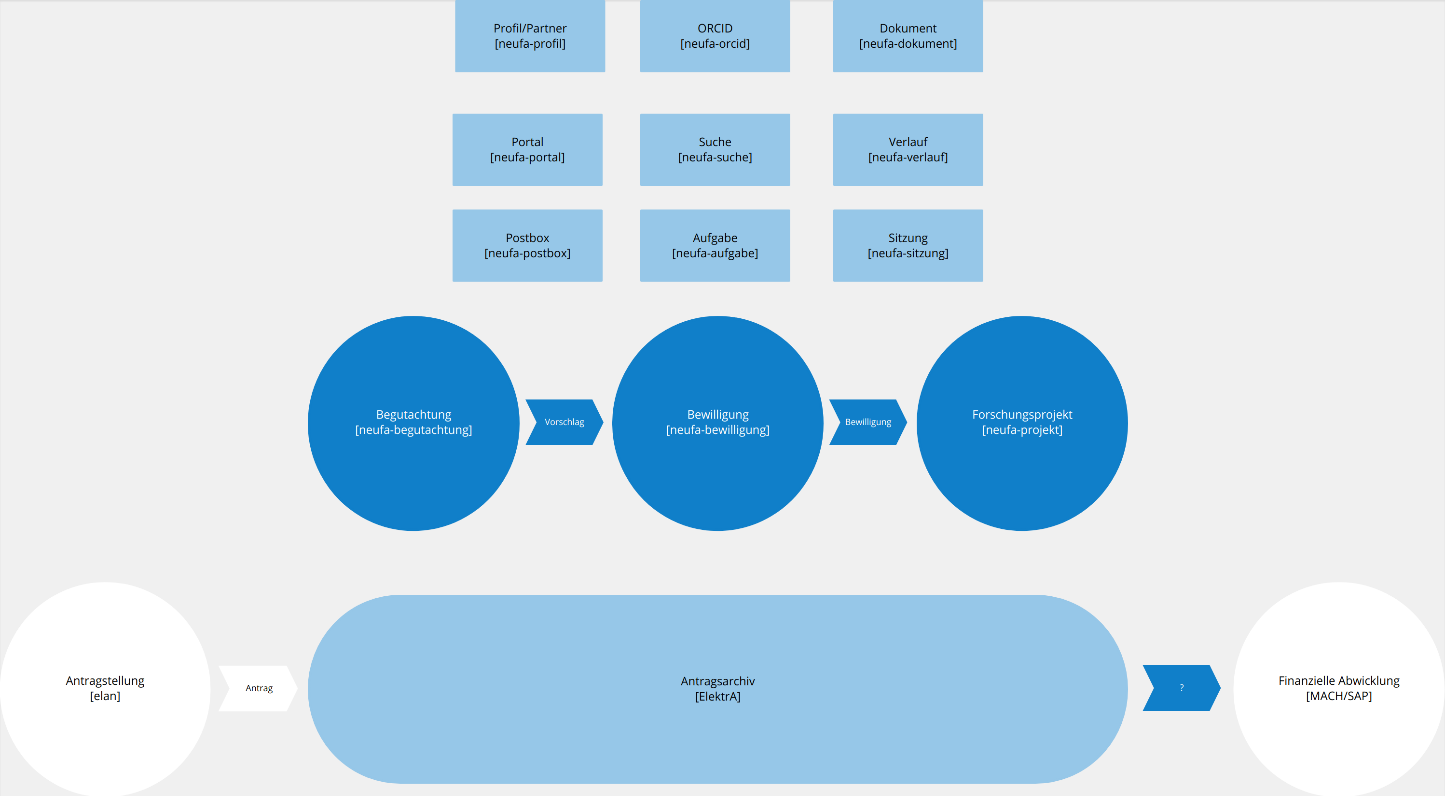 Profil/Partner
[neufa-profil]
ORCID
[neufa-orcid]
Dokument
[neufa-dokument]
Portal
[neufa-portal]
Suche
[neufa-suche]
Verlauf
[neufa-verlauf]
Postbox
[neufa-postbox]
Aufgabe
[neufa-aufgabe]
Sitzung
[neufa-sitzung]
Begutachtung
[neufa-begutachtung]
Vorschlag
Bewilligung
[neufa-bewilligung]
Bewilligung
Forschungsprojekt
[neufa-projekt]
Antragstellung
[elan]
Antrag
Antragsarchiv
[ElektrA]
?
Finanzielle Abwicklung
[MACH/SAP]